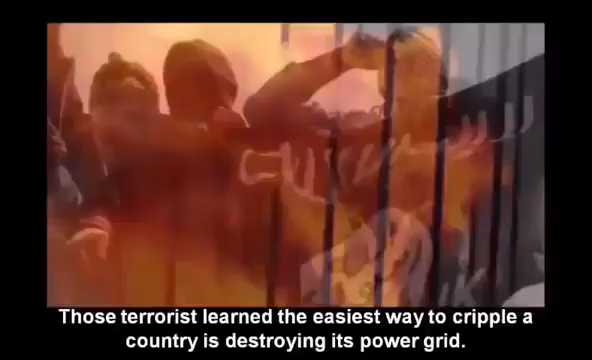 Those terrorist learned the easiest way to cripple a
country is destroying its power grid.